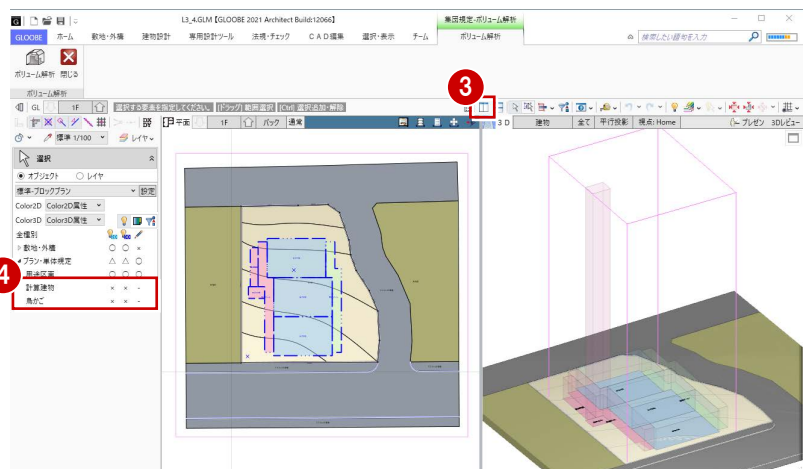 L3_4.GLM【GLOOBE 2021 Architect Build:12066】
集団規定-ボリューム解析
GLOOBE ホーム 敷地・外構 建物設計 専用設計ツール 法規・チェック CAD編集 選択・表示 チーム ボリューム解析 検索したい語句を入力
ボリューム解析 閉じる
ボリューム解析
3
GL 1F 選択する要素を指定してください。 [ドラッグ] 範囲選択 [Ctrl] 選択追加・解除
標準 1/100 レイヤ
平面 1F バック 通常
3D 建物 全て 平行投影 視点: Home プレゼン 3Dビュー
選択
オブジェクト レイヤ
標準-ブロックプラン 設定
Color2D Color2D属性
Color3D Color3D属性
全種別
敷地・外構 〇 〇 ×
プラン・単体規定 △ △ 〇
用途区画 〇 〇 〇
4
計算建物 × × -
鳥かご × × -